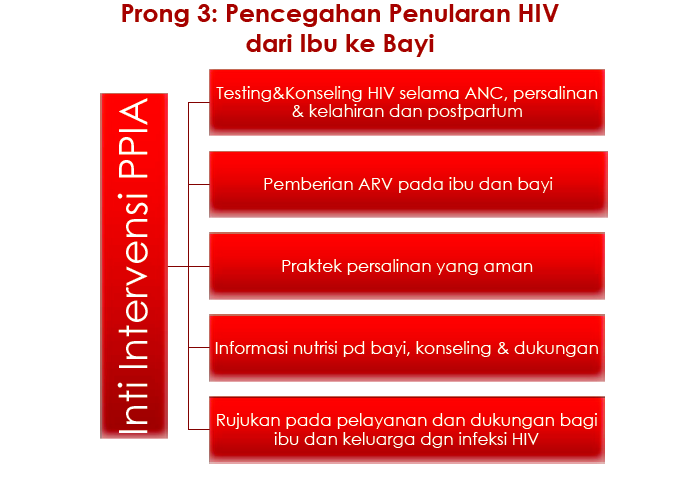 Prong 3: Pencegahan Penularan HIV
dari Ibu ke Bayi
Inti Intervensi PPIA
Testing&Konseling HIV selama ANC, persalinan
& kelahiran dan postpartum
Pemberian ARV pada ibu dan bayi
Praktek persalinan yang aman
Informasi nutrisi pd bayi, konseling & dukungan
Rujukan pada pelayanan dan dukungan bagi
ibu dan keluarga dgn infeksi HIV